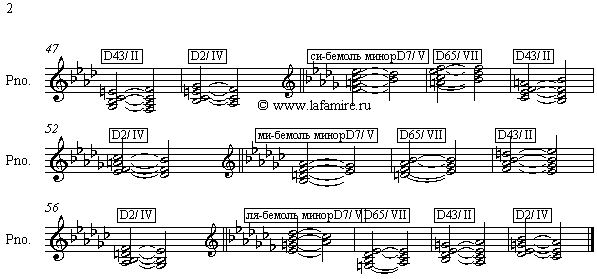 2
47
D43/ II D2/ IV си-бемоль минорD7/ V D65/ VII D43/ II
Pno.
© www.lafamire.ru
52
D2/ IV ми-бемоль минорD7/ V D65/ VII D43/ II
Pno.
56
D2/ IV ля-бемоль минорD7/ V D65/ VII D43/ II D2/ IV
Pno.